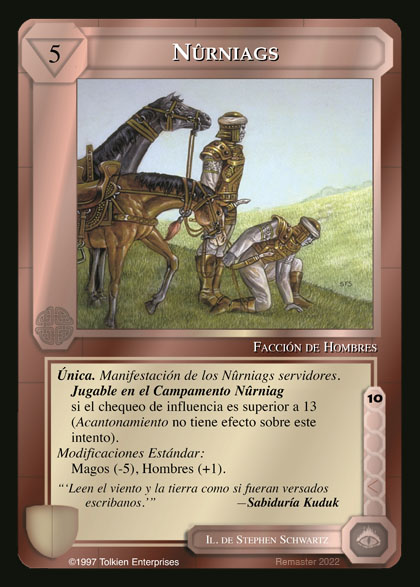 5
NÛRNIAGS
STS
FACCIÓN DE HOMBRES
Única. Manifestación de los Nûrniags servidores.
Jugable en el Campamento Nûrniag
si el chequeo de influencia es superior a 13
(Acantonamiento no tiene efecto sobre este
intento).
Modificaciones Estándar:
Magos (-5), Hombres (+1).
“‘Leen el viento y la tierra como si fueran versados
escribanos.’” —Sabiduría Kuduk
10
IL. DE STEPHEN SCHWARTZ
©1997 Tolkien Enterprises
Remaster 2022